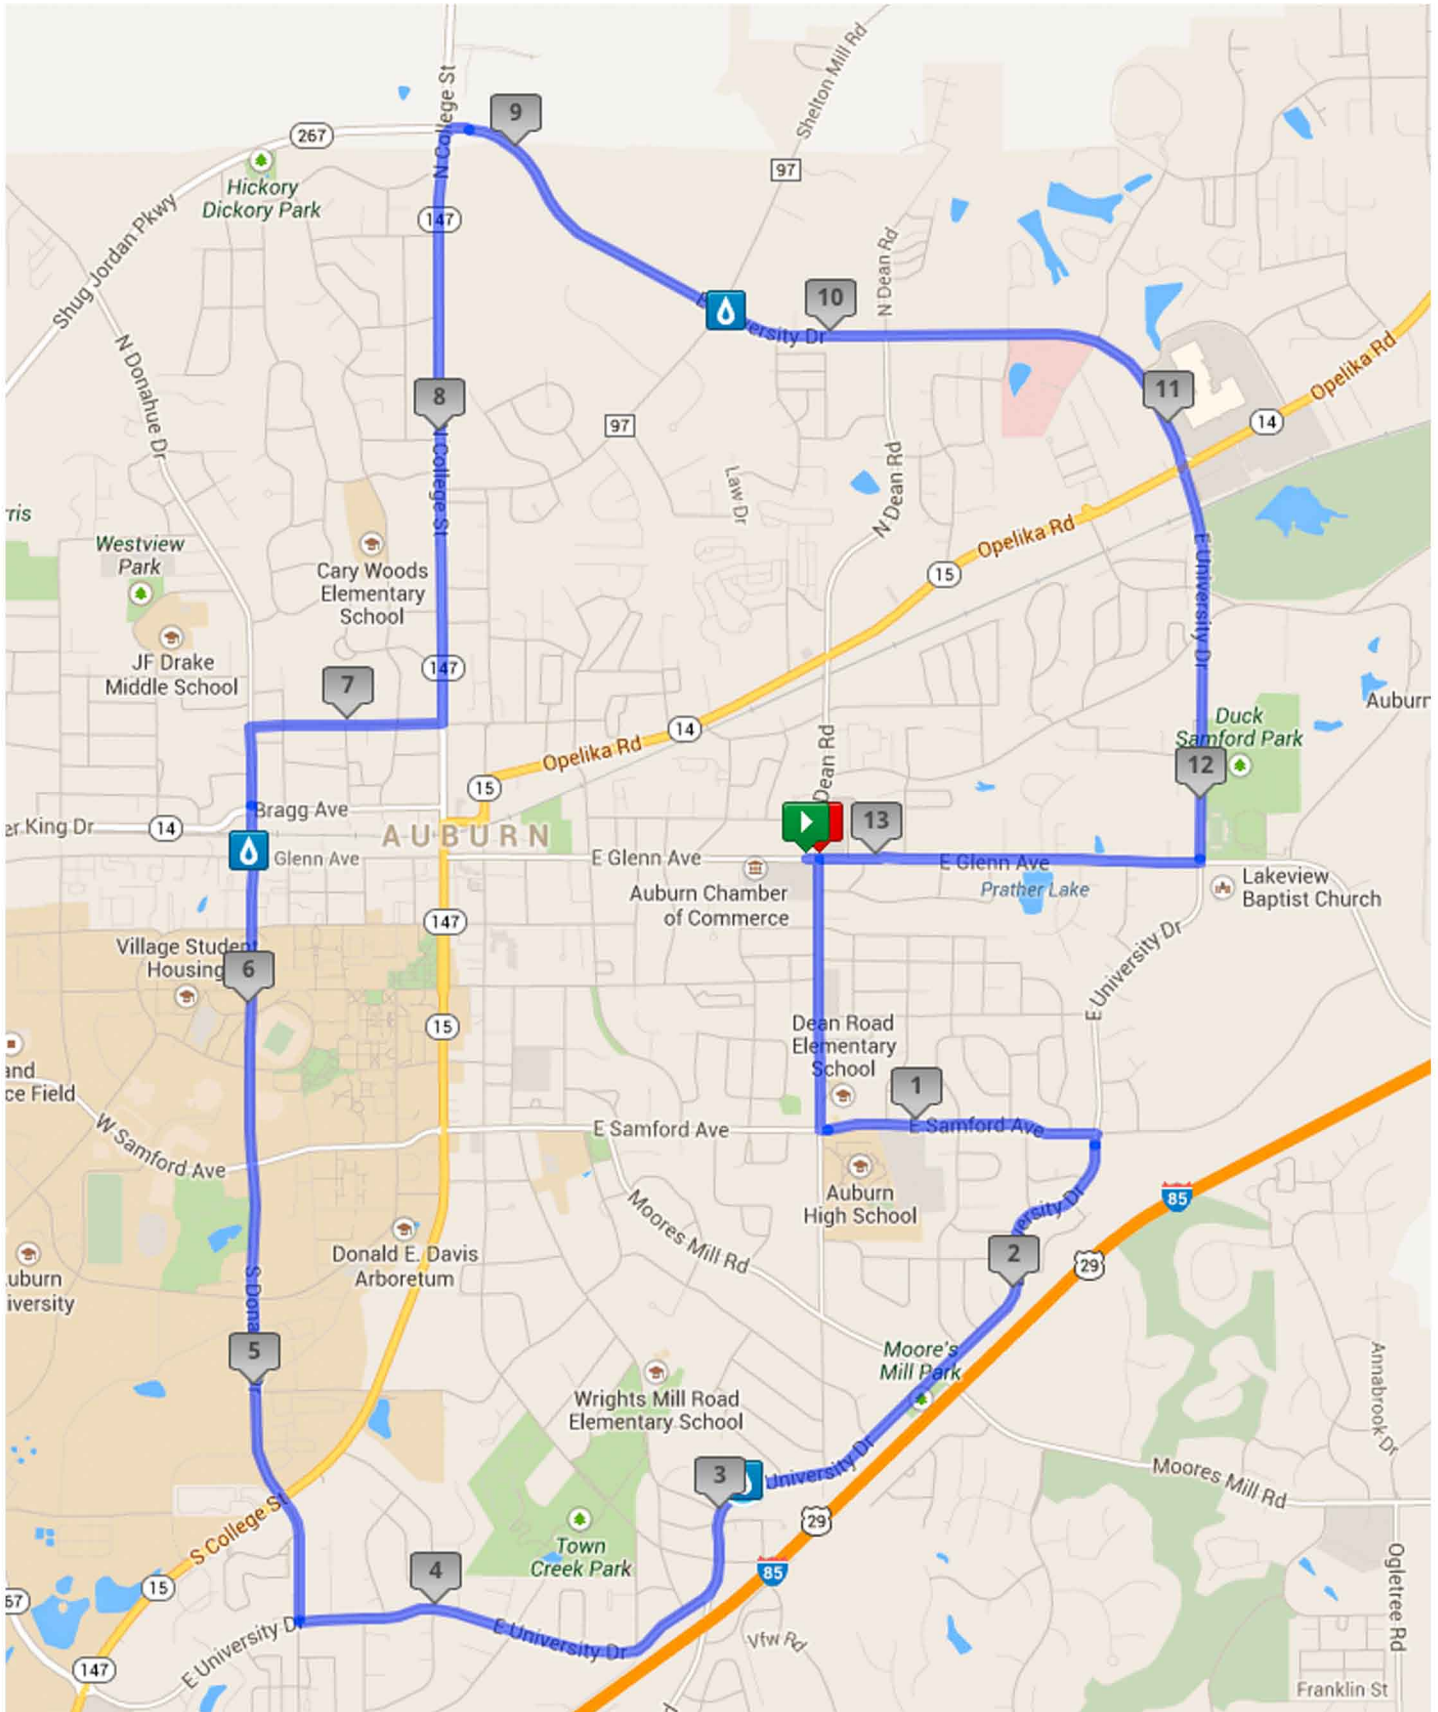 N College St
Shelton Mill Rd
9
267
97
Hickory
Dickory Park
147
Shug Jordan Pkwy
N Dean Rd
10
ersity Dr
N Donahue Dr
Opelika Rd
11
8
14
97
College St
N Dean Rd
Law Dr
rris
Westview
Park
Opelika Rd
15
E University Dr
Cary Woods
Elementary
School
JF Drake
Middle School
147
7
Auburn
Duck
Samford Park
14
Opelika Rd
Dean Rd
12
15
Bragg Ave
er King Dr
14
AUBURN
13
Glenn Ave
E Glenn Ave
E Glenn Ave
Auburn Chamber
of Commerce
Prather Lake
Lakeview
Baptist Church
147
Village Student
Housing
6
E University Dr
15
Dean Road
Elementary
School
and
ce Field
1
W Samford Ave
E Samford Ave
E Samford Ave
Auburn
High School
85
ersity Dr
Moores Mill Rd
2
29
Donald E. Davis
Arboretum
uburn
iversity
S Dona
5
Moore's
Mill Park
Annabrook Dr
Wrights Mill Road
Elementary School
3
University Dr
Moores Mill Rd
S College St
29
Town
Creek Park
4
85
15
67
Ogletree Rd
E University Dr
E University Dr
Vfw Rd
147
Franklin St